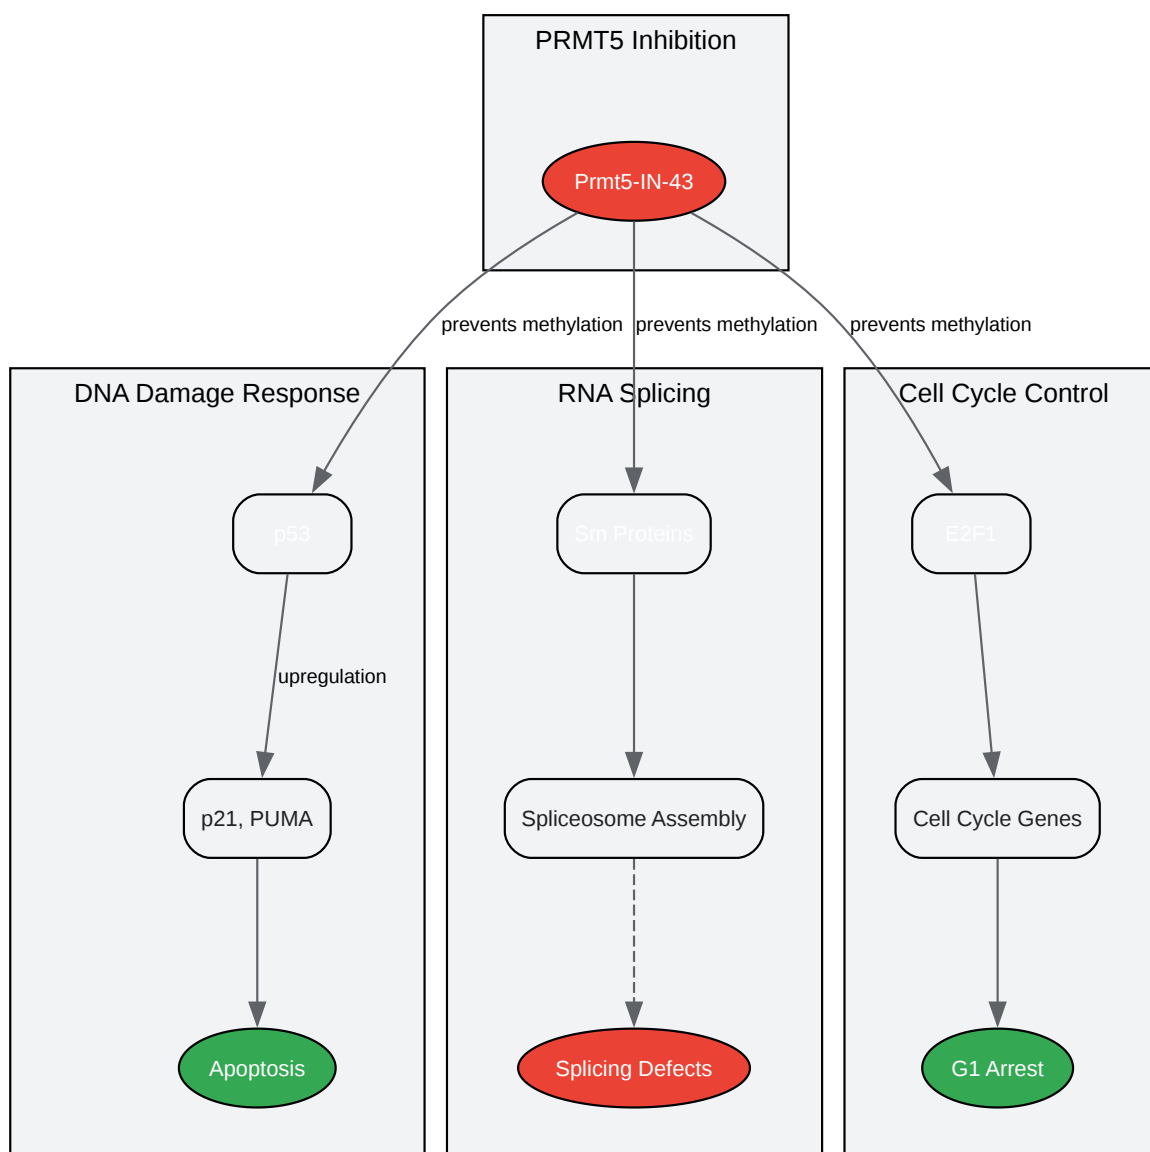 PRMT5 Inhibition
Prmt5-IN-43
prevents methylation
prevents methylation
prevents methylation
DNA Damage Response
RNA Splicing
Cell Cycle Control
p53
Sm Proteins
E2F1
upregulation
p21, PUMA
Spliceosome Assembly
Cell Cycle Genes
Apoptosis
Splicing Defects
G1 Arrest